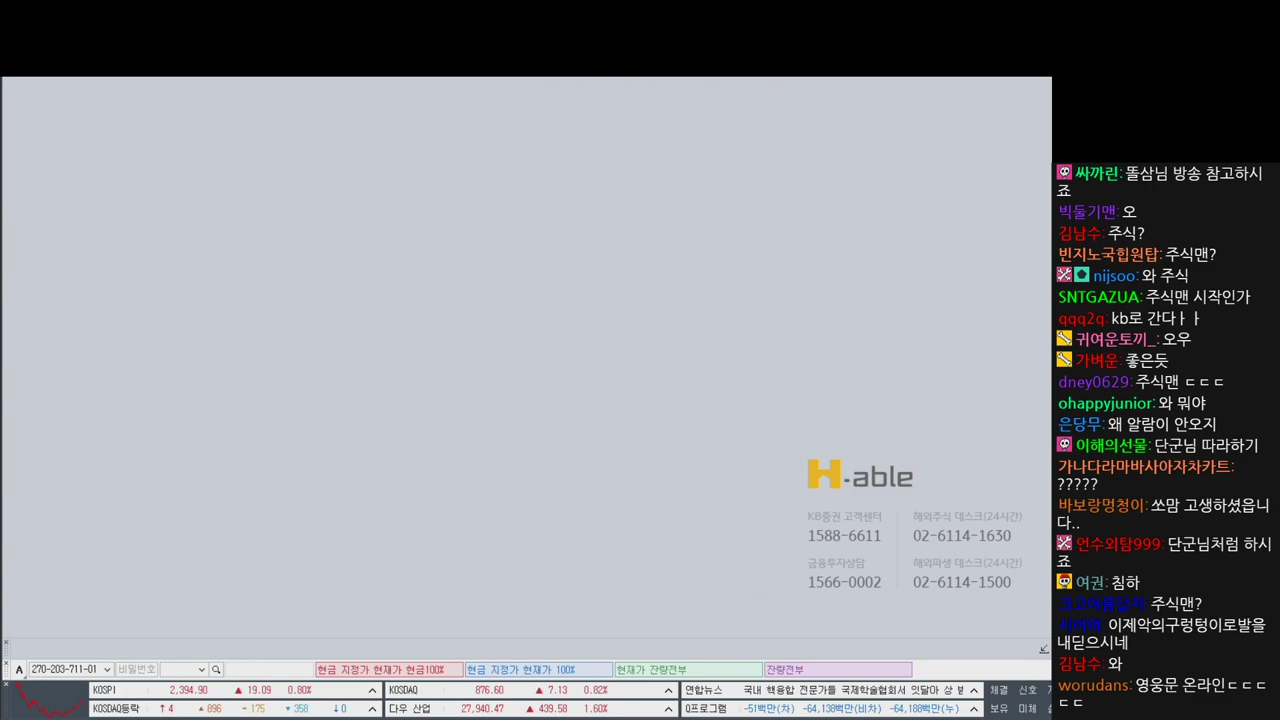 싸까린: 똘삼님 방송 참고하시
죠
빅둘기맨: 오
김남수: 주식?
빈지노국힙원탑: 주식맨?
nijsoo: 와 주식
SNTGAZUA: 주식맨 시작인가
qqq2q: kb로 간다ㅏㅏ
귀여운토끼_: 오우
가벼운: 좋은듯
dney0629: 주식맨 ㄷㄷㄷ
ohappyjunior: 와 뭐야
은당무: 왜 알람이 안오지
이해의선물: 단군님 따라하기
가나다라마바사아자차카트:
?????
바보랑멍청이: 쏘맘 고생하셨읍니
다..
언수외탐999: 단군님처럼 하시
죠
여권: 침하
주식맨?
이제악의구렁텅이로발을
내딛으시네
김남수: 와
worudans: 영웅문 온라인ㄷㄷㄷ
ㄷㄷ
H-able
KB증권 고객센터 해외주식 데스크(24시간)
1588-6611 02-6114-1630
금융투자상담 해외파생 데스크(24시간)
1566-0002 02-6114-1500
A 270-203-711-01 비밀번호 현금 지정가 현재가 현금100% 현금 지정가 현재가 100% 현재가 잔량전부 잔량전부
KOSPI 2,394.90 ▲ 19.09 0.80% KOSDAQ 876.60 ▲ 7.13 0.82% 연합뉴스 국내 핵융합 전문가들 국제학술협회서 잇달아 상 체결 신호
KOSDAQ등락 ↑4 ▲896 -175 ▼358 ↓0 다우 산업 27,940.47 ▲ 439.58 1.60% Q프로그램 -51백만(차) -64,138백만(비차) -64,188백만(누) 보유 미체